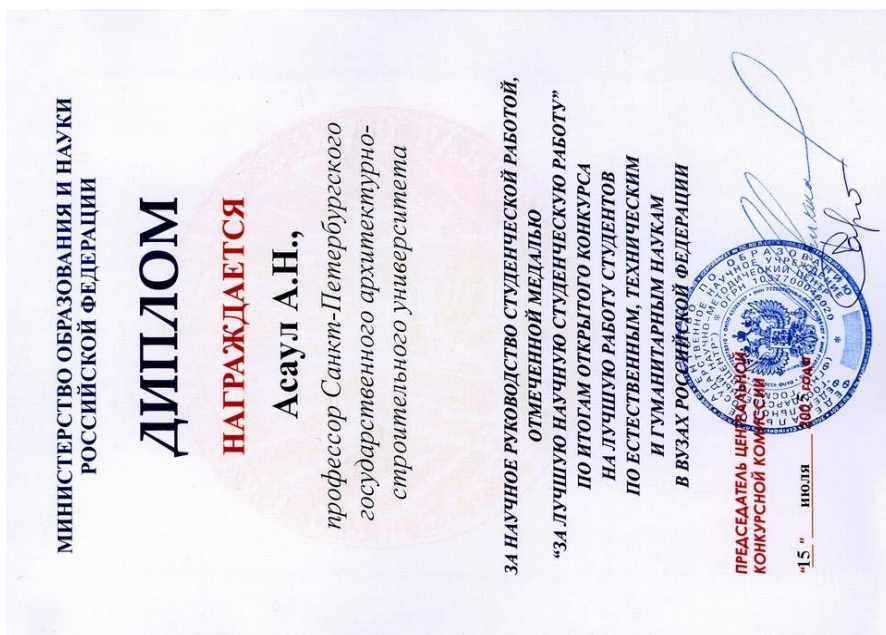 МИНИСТЕРСТВО ОБРАЗОВАНИЯ И НАУКИ
РОССИЙСКОЙ ФЕДЕРАЦИИ
ДИПЛОМ
НАГРАЖДАЕТСЯ
Асаул А.Н.,
профессор Санкт-Петербургского
государственного архитектурно-
строительного университета
ЗА НАУЧНОЕ РУКОВОДСТВО СТУДЕНЧЕСКОЙ РАБОТОЙ,
ОТМЕЧЕННОЙ МЕДАЛЬЮ
“ЗА ЛУЧШУЮ НАУЧНУЮ СТУДЕНЧЕСКУЮ РАБОТУ”
ПО ИТОГАМ ОТКРЫТОГО КОНКУРСА
НА ЛУЧШУЮ РАБОТУ СТУДЕНТОВ
ПО ЕСТЕСТВЕННЫМ, ТЕХНИЧЕСКИМ
И ГУМАНИТАРНЫМ НАУКАМ
В ВУЗАХ РОССИЙСКОЙ ФЕДЕРАЦИИ
ПРЕДСЕДАТЕЛЬ ЦЕНТРАЛЬНОЙ
КОНКУРСНОЙ КОМИССИИ
“15” июля года